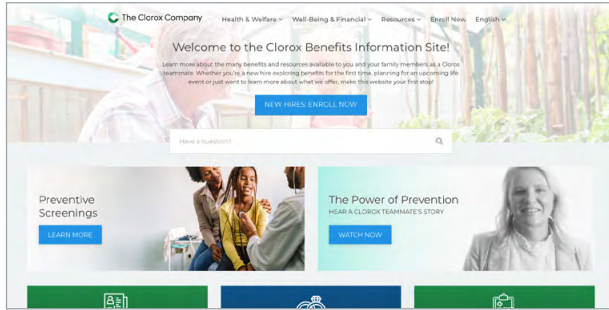 The Clorox Company
Health & Welfare
Well-Being & Financial
Resources
Enroll Now
English
Welcome to the Clorox Benefits Information Site!
Learn more about the many benefits and resources available to you and your family members as a Clorox
teammate. Whether you're a new hire exploring benefits for the first time, planning for an upcoming life
event or just want to learn more about what we offer, make this website your first stop!
NEW HIRES: ENROLL NOW
Have a question?
Preventive
Screenings
LEARN MORE
The Power of Prevention
HEAR A CLOROX TEAMMATE'S STORY
WATCH NOW